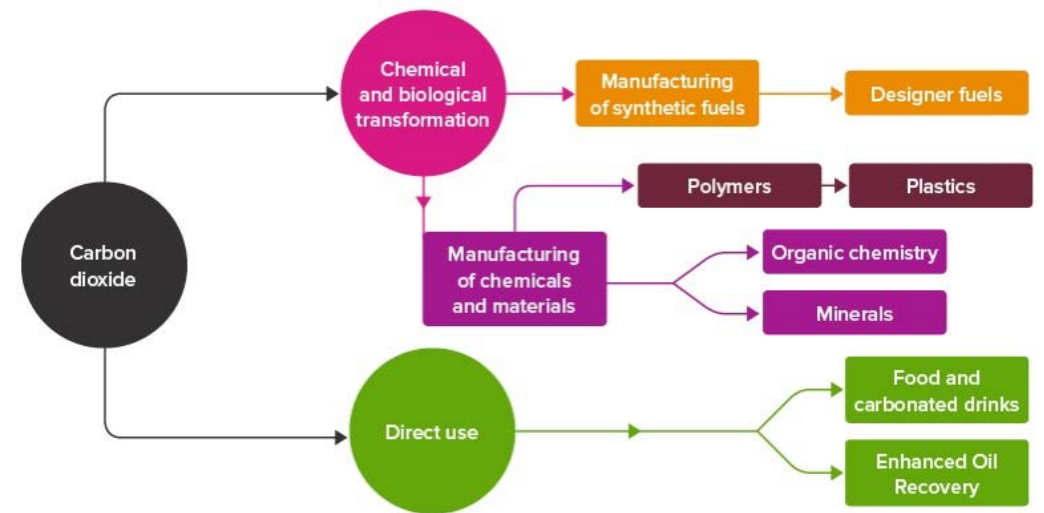 Carbon
dioxide
Chemical
and biological
transformation
Manufacturing
of synthetic fuels
Designer fuels
Manufacturing
of chemicals
and materials
Polymers
Plastics
Organic chemistry
Minerals
Direct use
Food and
carbonated drinks
Enhanced Oil
Recovery